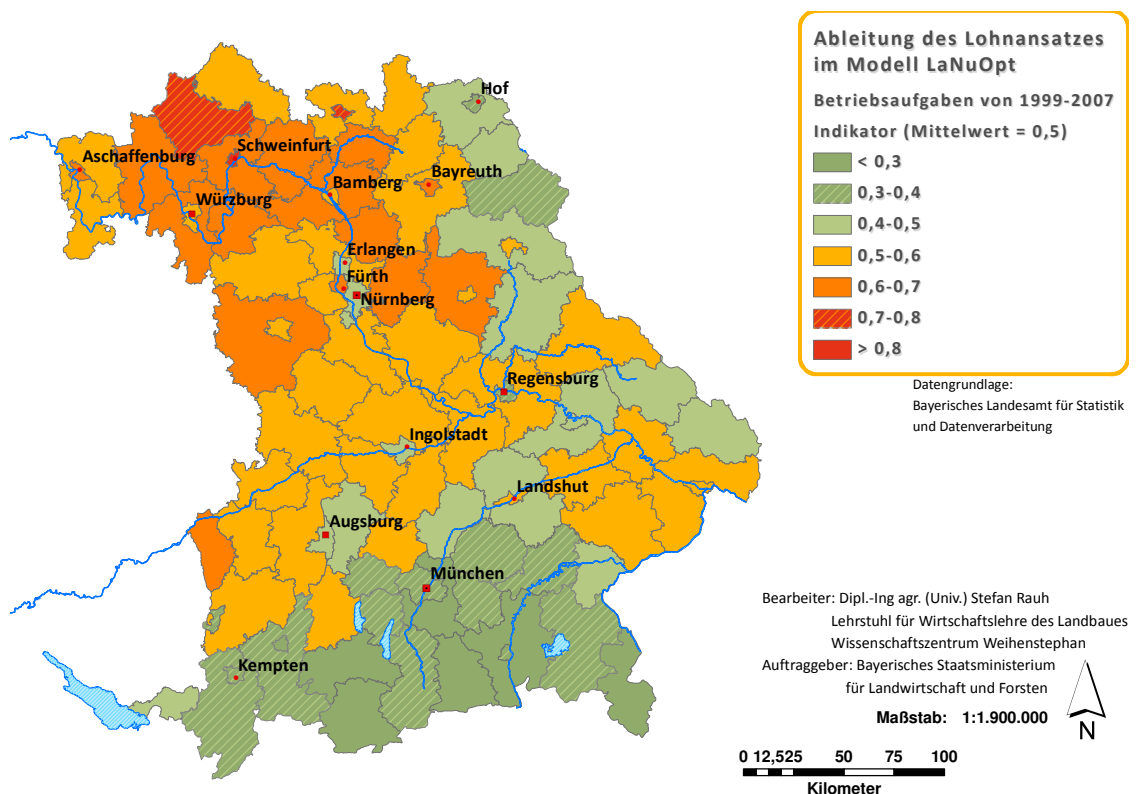 Ableitung des Lohnansatzes
im Modell LaNuOpt
Betriebsaufgaben von 1999-2007
Indikator (Mittelwert = 0,5)
< 0,3
0,3-0,4
0,4-0,5
0,5-0,6
0,6-0,7
0,7-0,8
> 0,8
Datengrundlage:
Bayerisches Landesamt für Statistik
und Datenverarbeitung
Hof
Schweinfurt
Aschaffenburg
Bayreuth
Bamberg
Würzburg
Erlangen
Fürth
Nürnberg
Regensburg
Ingolstadt
Landshut
Augsburg
München
Kempten
Bearbeiter: Dipl.-Ing agr. (Univ.) Stefan Rauh
Lehrstuhl für Wirtschaftslehre des Landbaues
Wissenschaftszentrum Weihenstephan
Auftraggeber: Bayerisches Staatsministerium
für Landwirtschaft und Forsten
Maßstab: 1:1.900.000
N
0 12,525 50 75 100
Kilometer